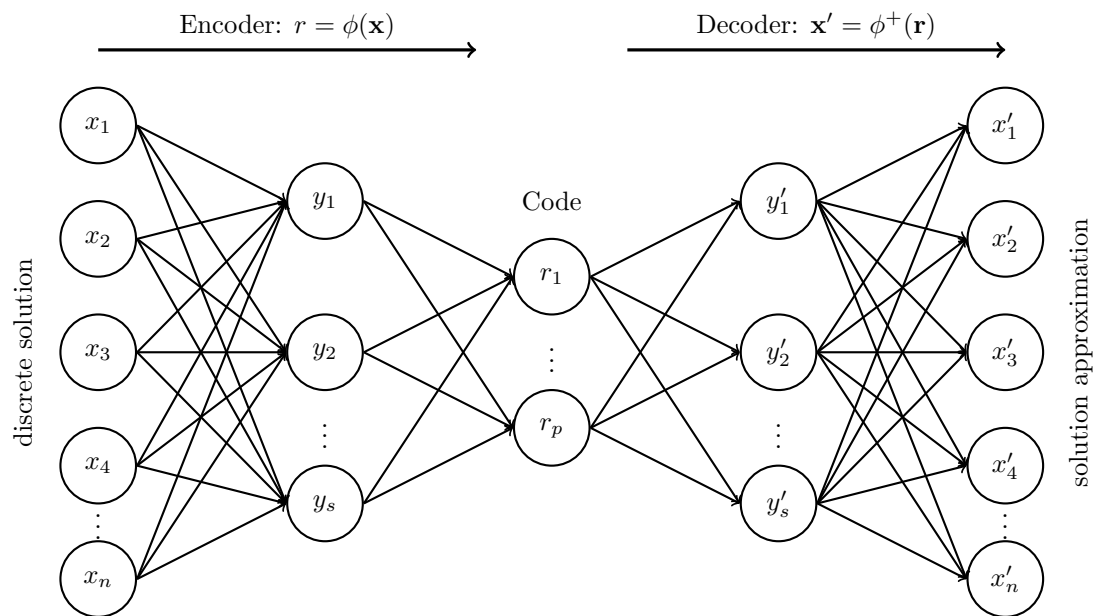 Encoder: r = ϕ(𝐱)
Decoder: 𝐱′ = ϕ⁺(𝐫)
discrete solution
x₁
x₂
x₃
x₄
⋮
xₙ
y₁
y₂
⋮
yₛ
Code
r₁
⋮
rₚ
y′₁
y′₂
⋮
y′ₛ
x′₁
x′₂
x′₃
x′₄
⋮
x′ₙ
solution approximation